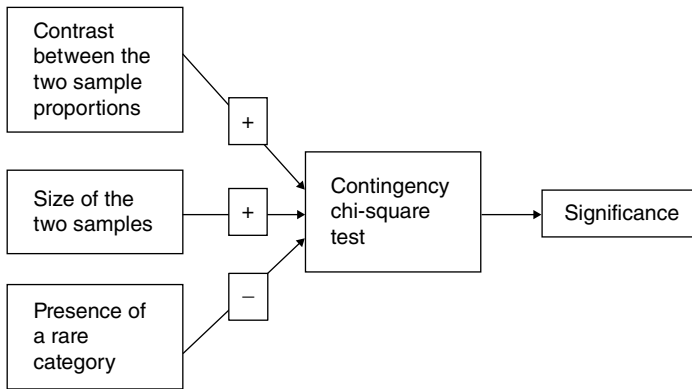 Contrast
between the
two sample
proportions
+
Size of the
two samples
+
Presence of
a rare
category
−
Contingency
chi-square
test
Significance